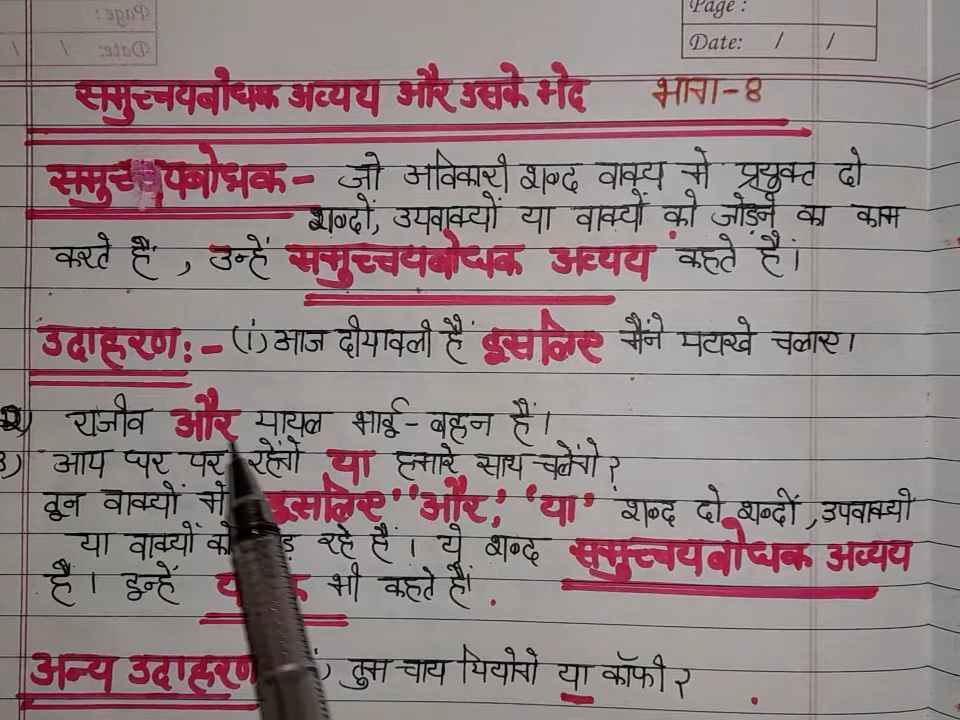 Page :
Date: / /
समुच्चयबोधक अव्यय और उसके भेद भाग-8
समुच्चयबोधक - जो अविकारी शब्द वाक्य में प्रयुक्त दो
शब्दों, उपवाक्यों या वाक्यों को जोड़ने का काम
करते हैं , उन्हें समुच्चयबोधक अव्यय कहते है।
उदाहरण :- (i) आज दीपावली है इसलिए मैंने पटाखे चलाए।
2) राजीव और पायल भाई-बहन हैं।
3) आप घर पर रहेंगे या हमारे साथ चलेंगे ?
इन वाक्यों में इसलिए' 'और', 'या' शब्द दो शब्दों, उपवाक्यो
या वाक्यों को रहे हैं। ये शब्द समुच्चयबोधक अव्यय
है। इन्हें भी कहते हैं।
अन्य उदाहरण ) तुम चाय पियोगे या कॉफी ?